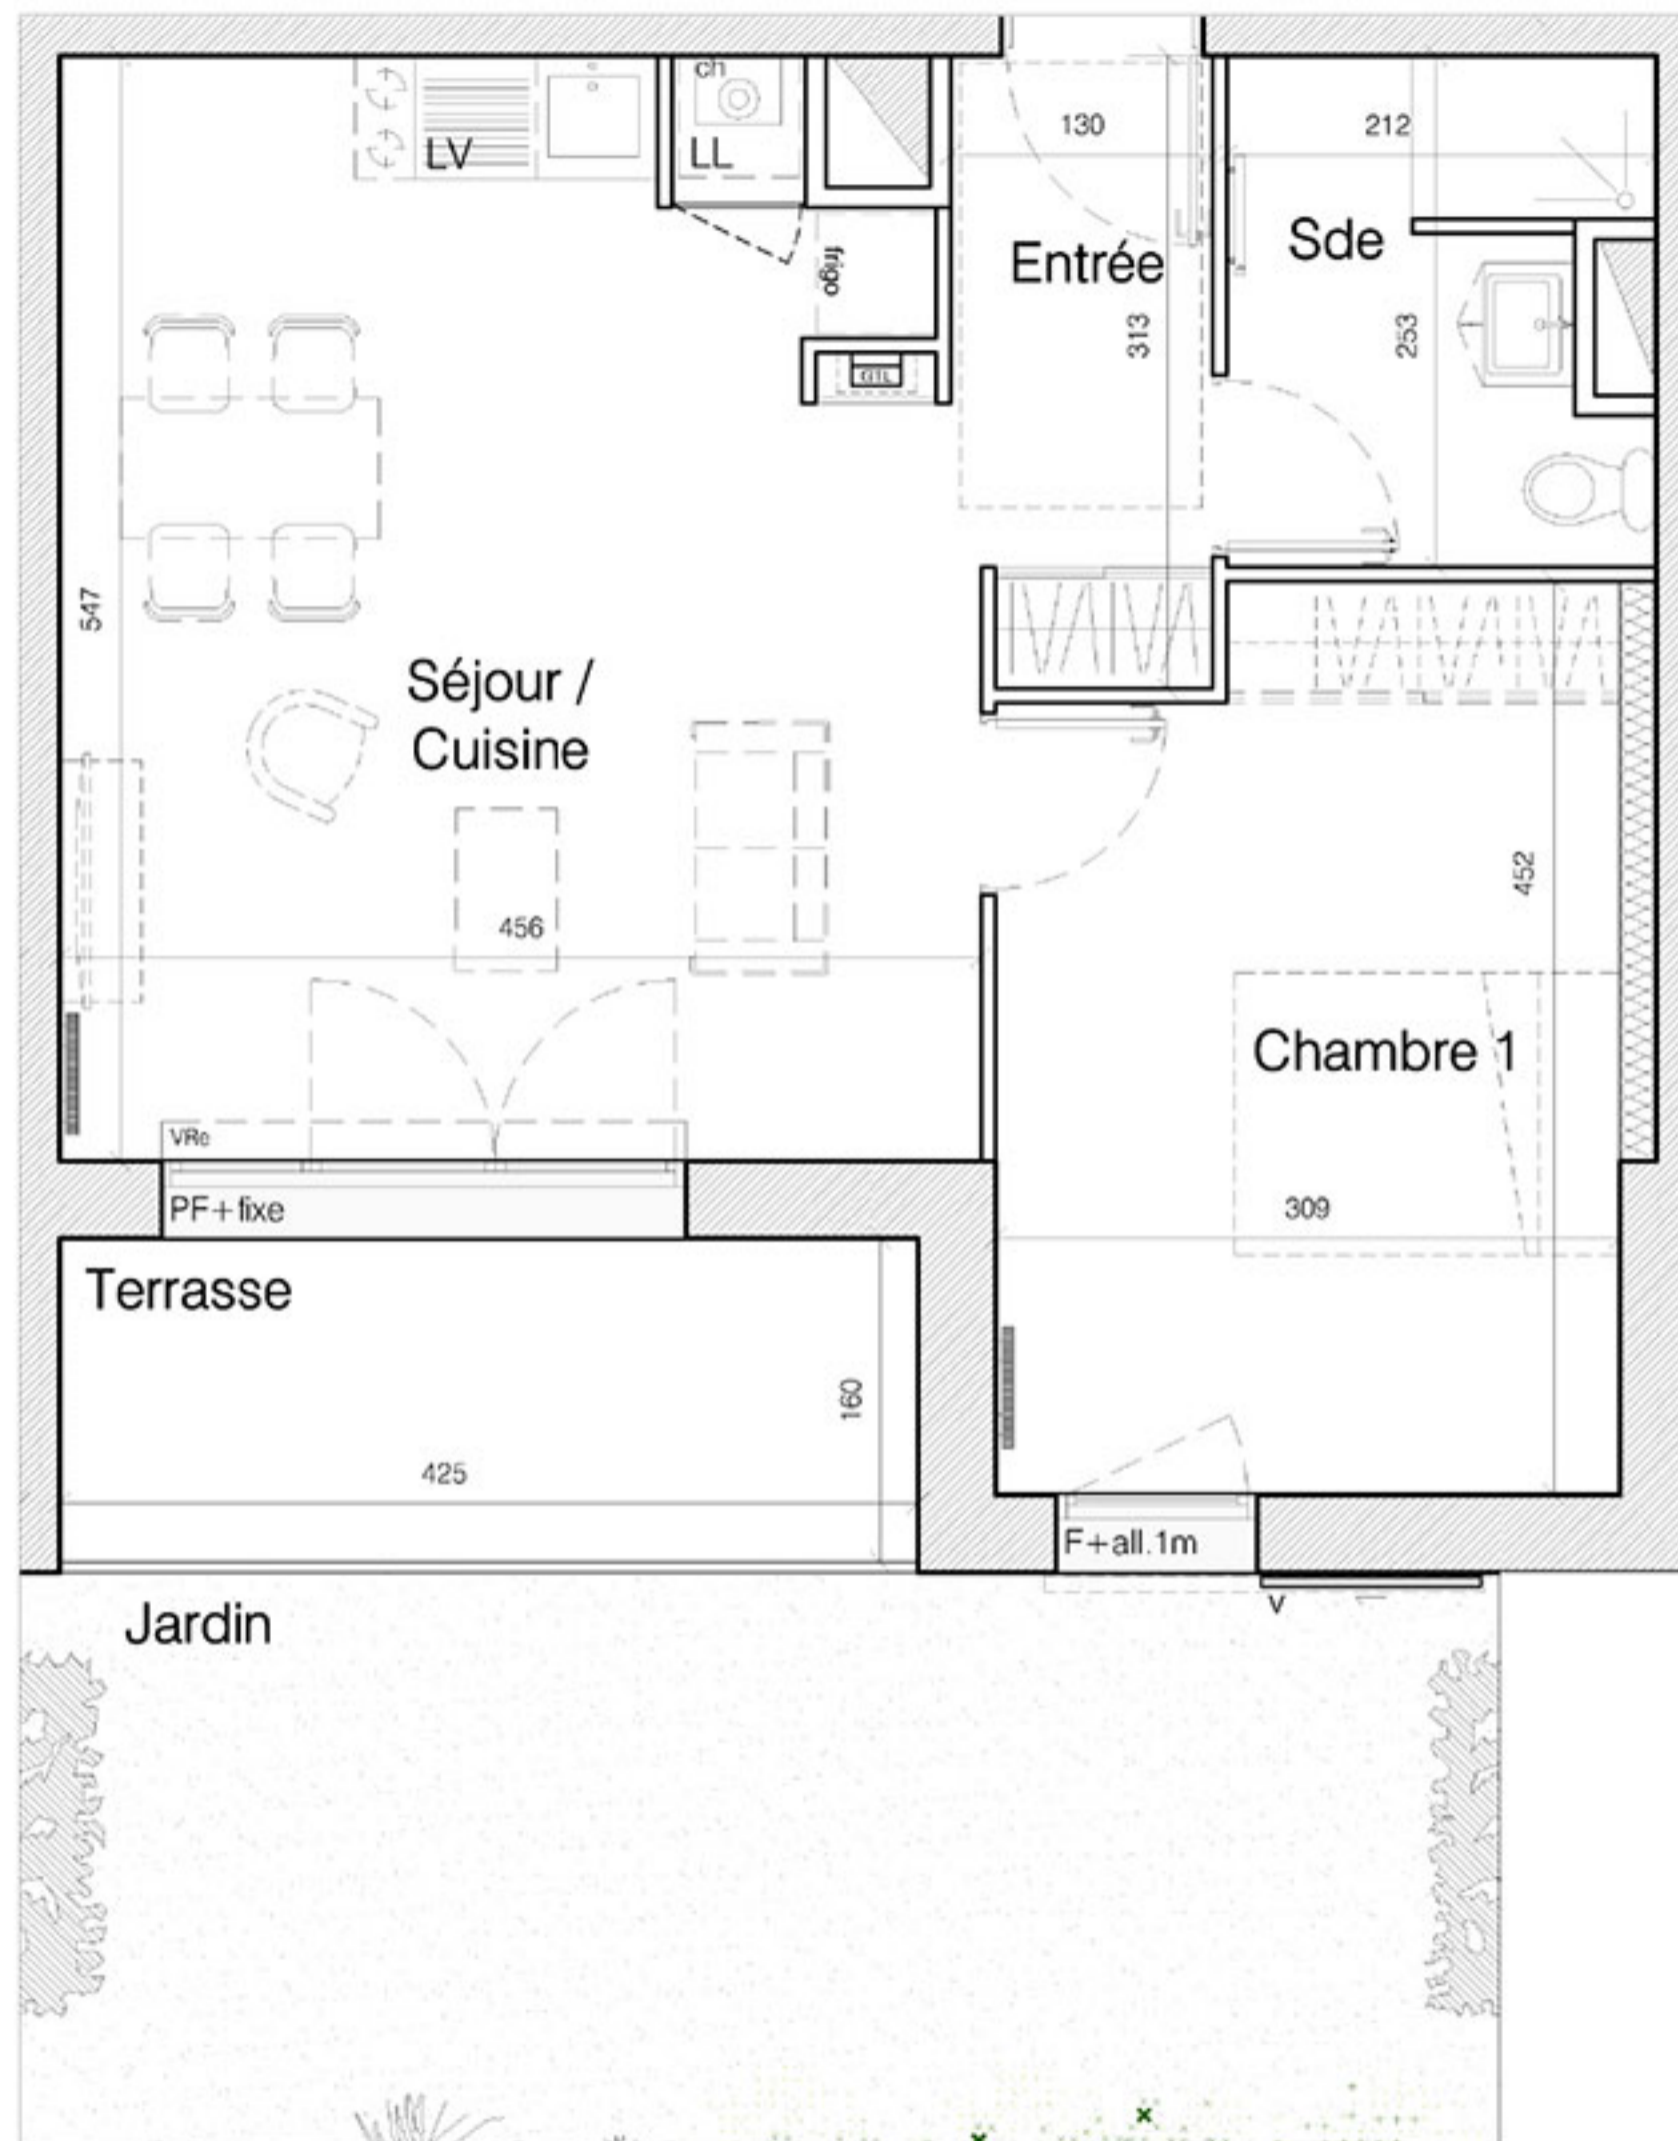 ch
LV
LL
130
212
Entrée
Sde
frigo
313
253
GTL
547
Séjour /
Cuisine
452
456
Chambre 1
VRe
PF+fixe
309
Terrasse
160
425
F+all.1m
V
Jardin